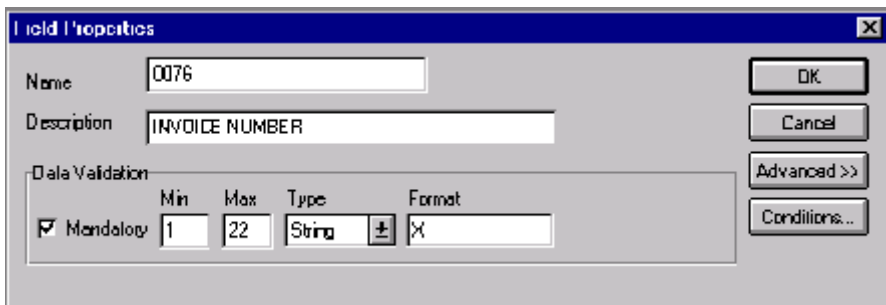 Field Properties
Name 0076
Description INVOICE NUMBER
Data Validation
Min Max Type Format
Mandatory 1 22 String X
OK
Cancel
Advanced >>
Conditions...